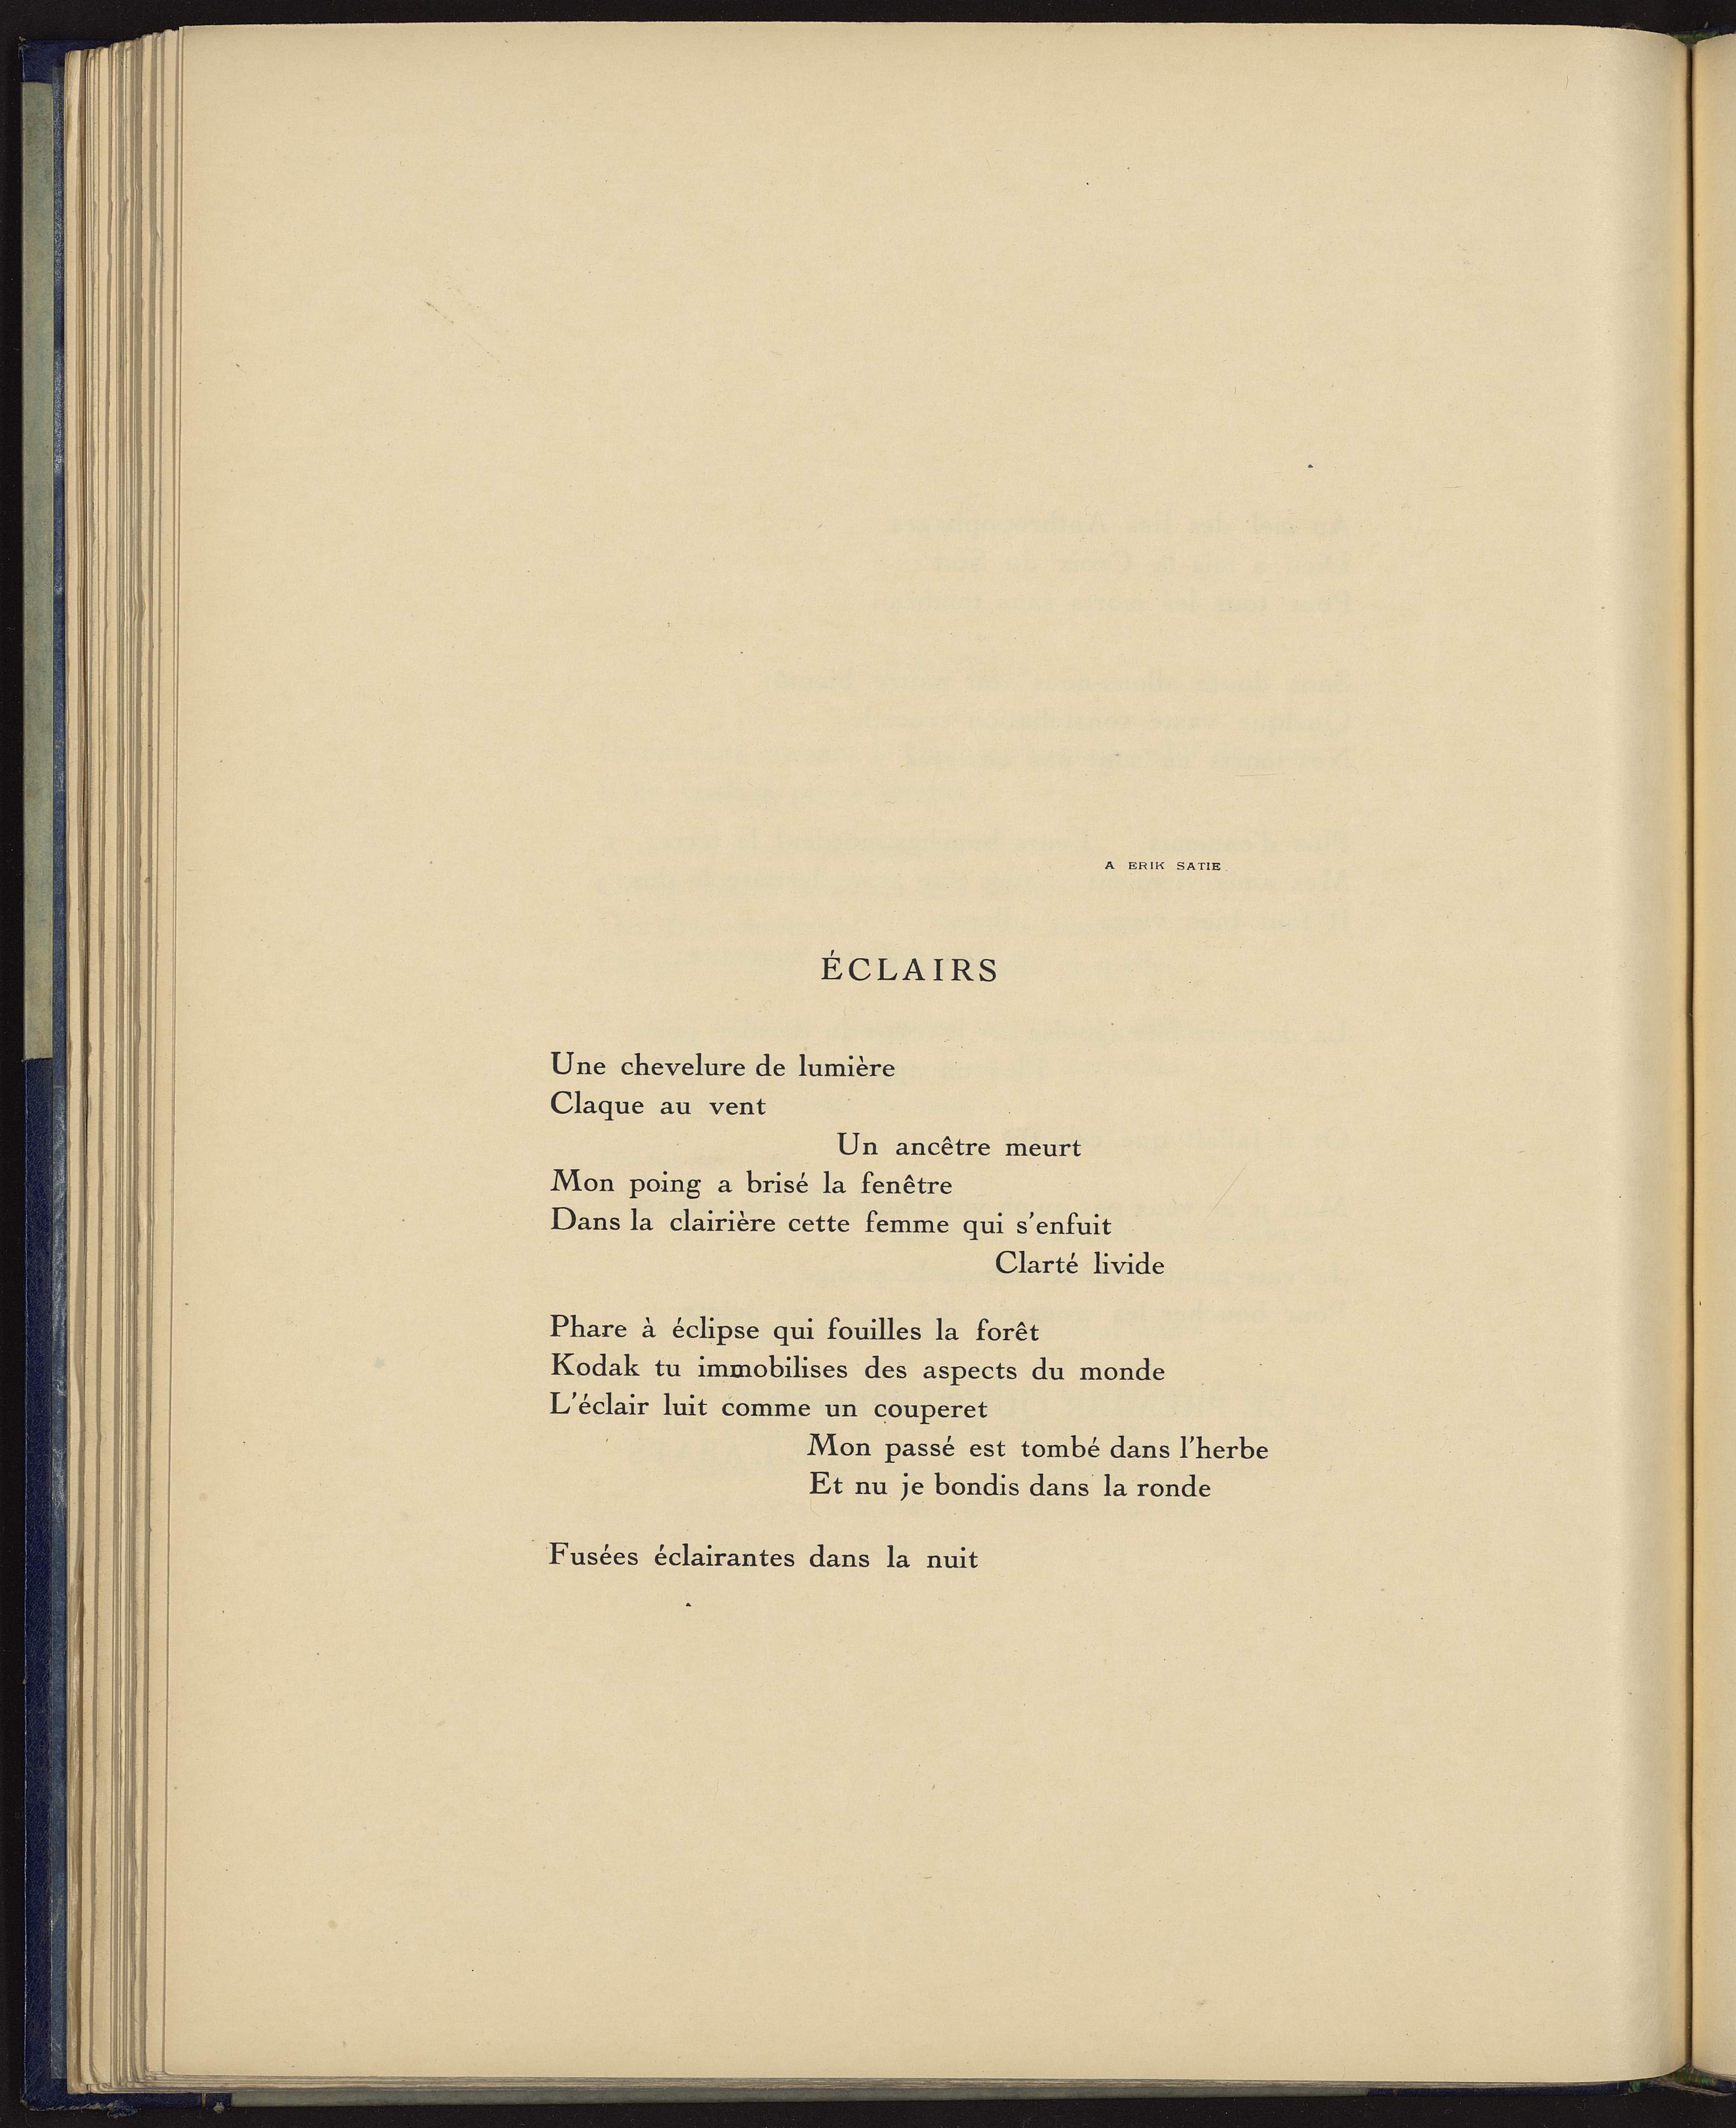 A ERIK SATIE
ÉCLAIRS
Une chevelure de lumière
Claque au vent
Un ancêtre meurt
Mon poing a brisé la fenêtre
Dans la clairière cette femme qui s'enfuit
Clarté livide
Phare à éclipse qui fouilles la forêt
Kodak tu immobilises des aspects du monde
L'éclair luit comme un couperet
Mon passé est tombé dans l'herbe
Et nu je bondis dans la ronde
Fusées éclairantes dans la nuit